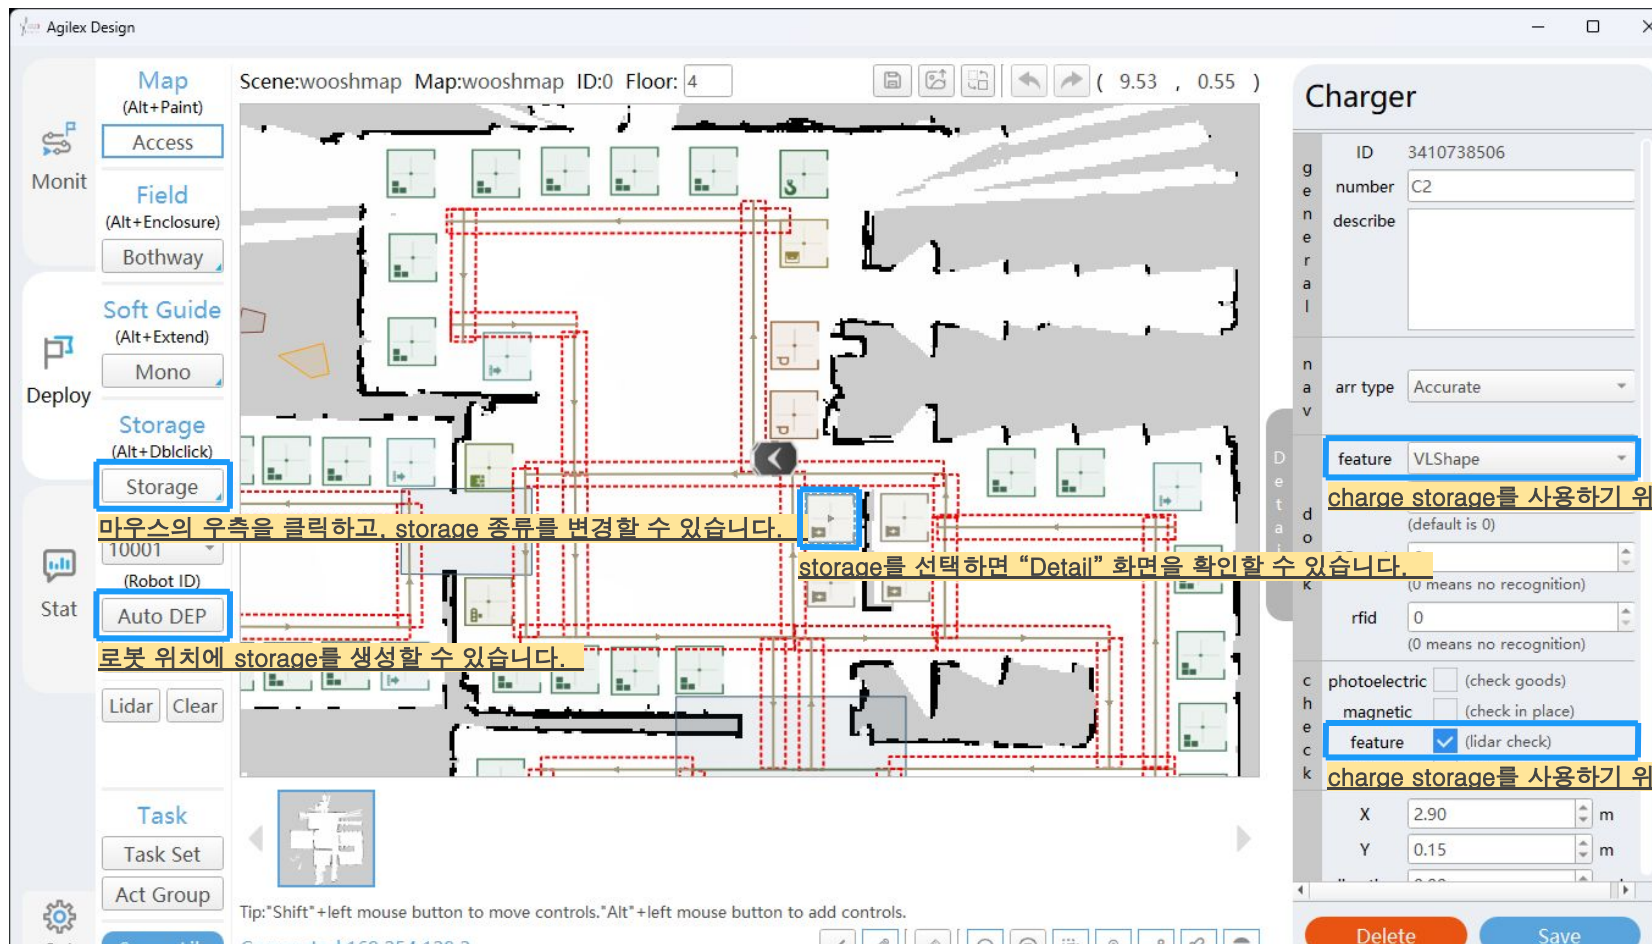 Agilex Design
Monit
Deploy
Stat
Map
(Alt+Paint)
Access
Field
(Alt+Enclosure)
Bothway
Soft Guide
(Alt+Extend)
Mono
Storage
(Alt+Dblclick)
Storage
마우스의 우측을 클릭하고, storage 종류를 변경할 수 있습니다.
10001
(Robot ID)
Auto DEP
로봇 위치에 storage를 생성할 수 있습니다.
Lidar Clear
Task
Task Set
Act Group
Scene:wooshmap Map:wooshmap ID:0 Floor: 4
( 9.53 , 0.55 )
storage를 선택하면 “Detail” 화면을 확인할 수 있습니다.
Tip:"Shift"+left mouse button to move controls."Alt"+left mouse button to add controls.
Charger
general
ID 3410738506
number C2
describe
nav
arr type Accurate
feature VLShape
charge storage를 사용하기 위
(default is 0)
(0 means no recognition)
rfid 0
(0 means no recognition)
check
photoelectric (check goods)
magnetic (check in place)
feature (lidar check)
charge storage를 사용하기 위
X 2.90 m
Y 0.15 m
Delete Save